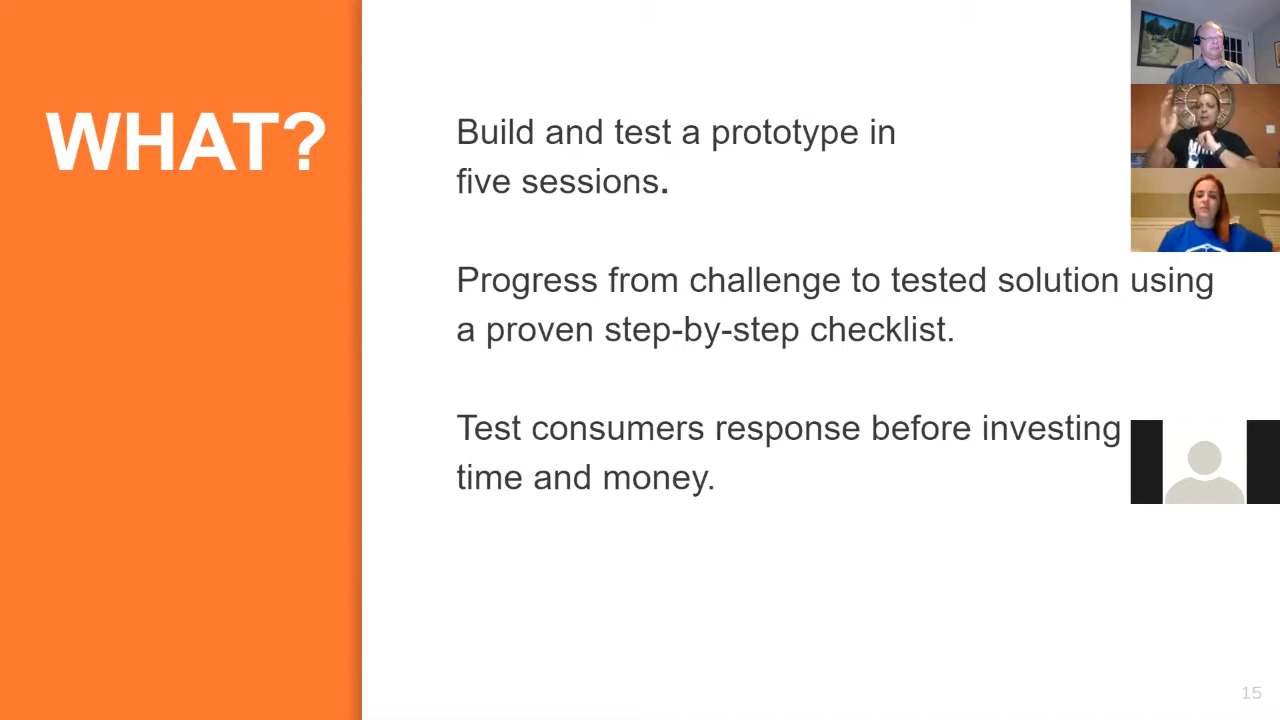 WHAT?
Build and test a prototype in
five sessions.
Progress from challenge to tested solution using
a proven step-by-step checklist.
Test consumers response before investing
time and money.
15